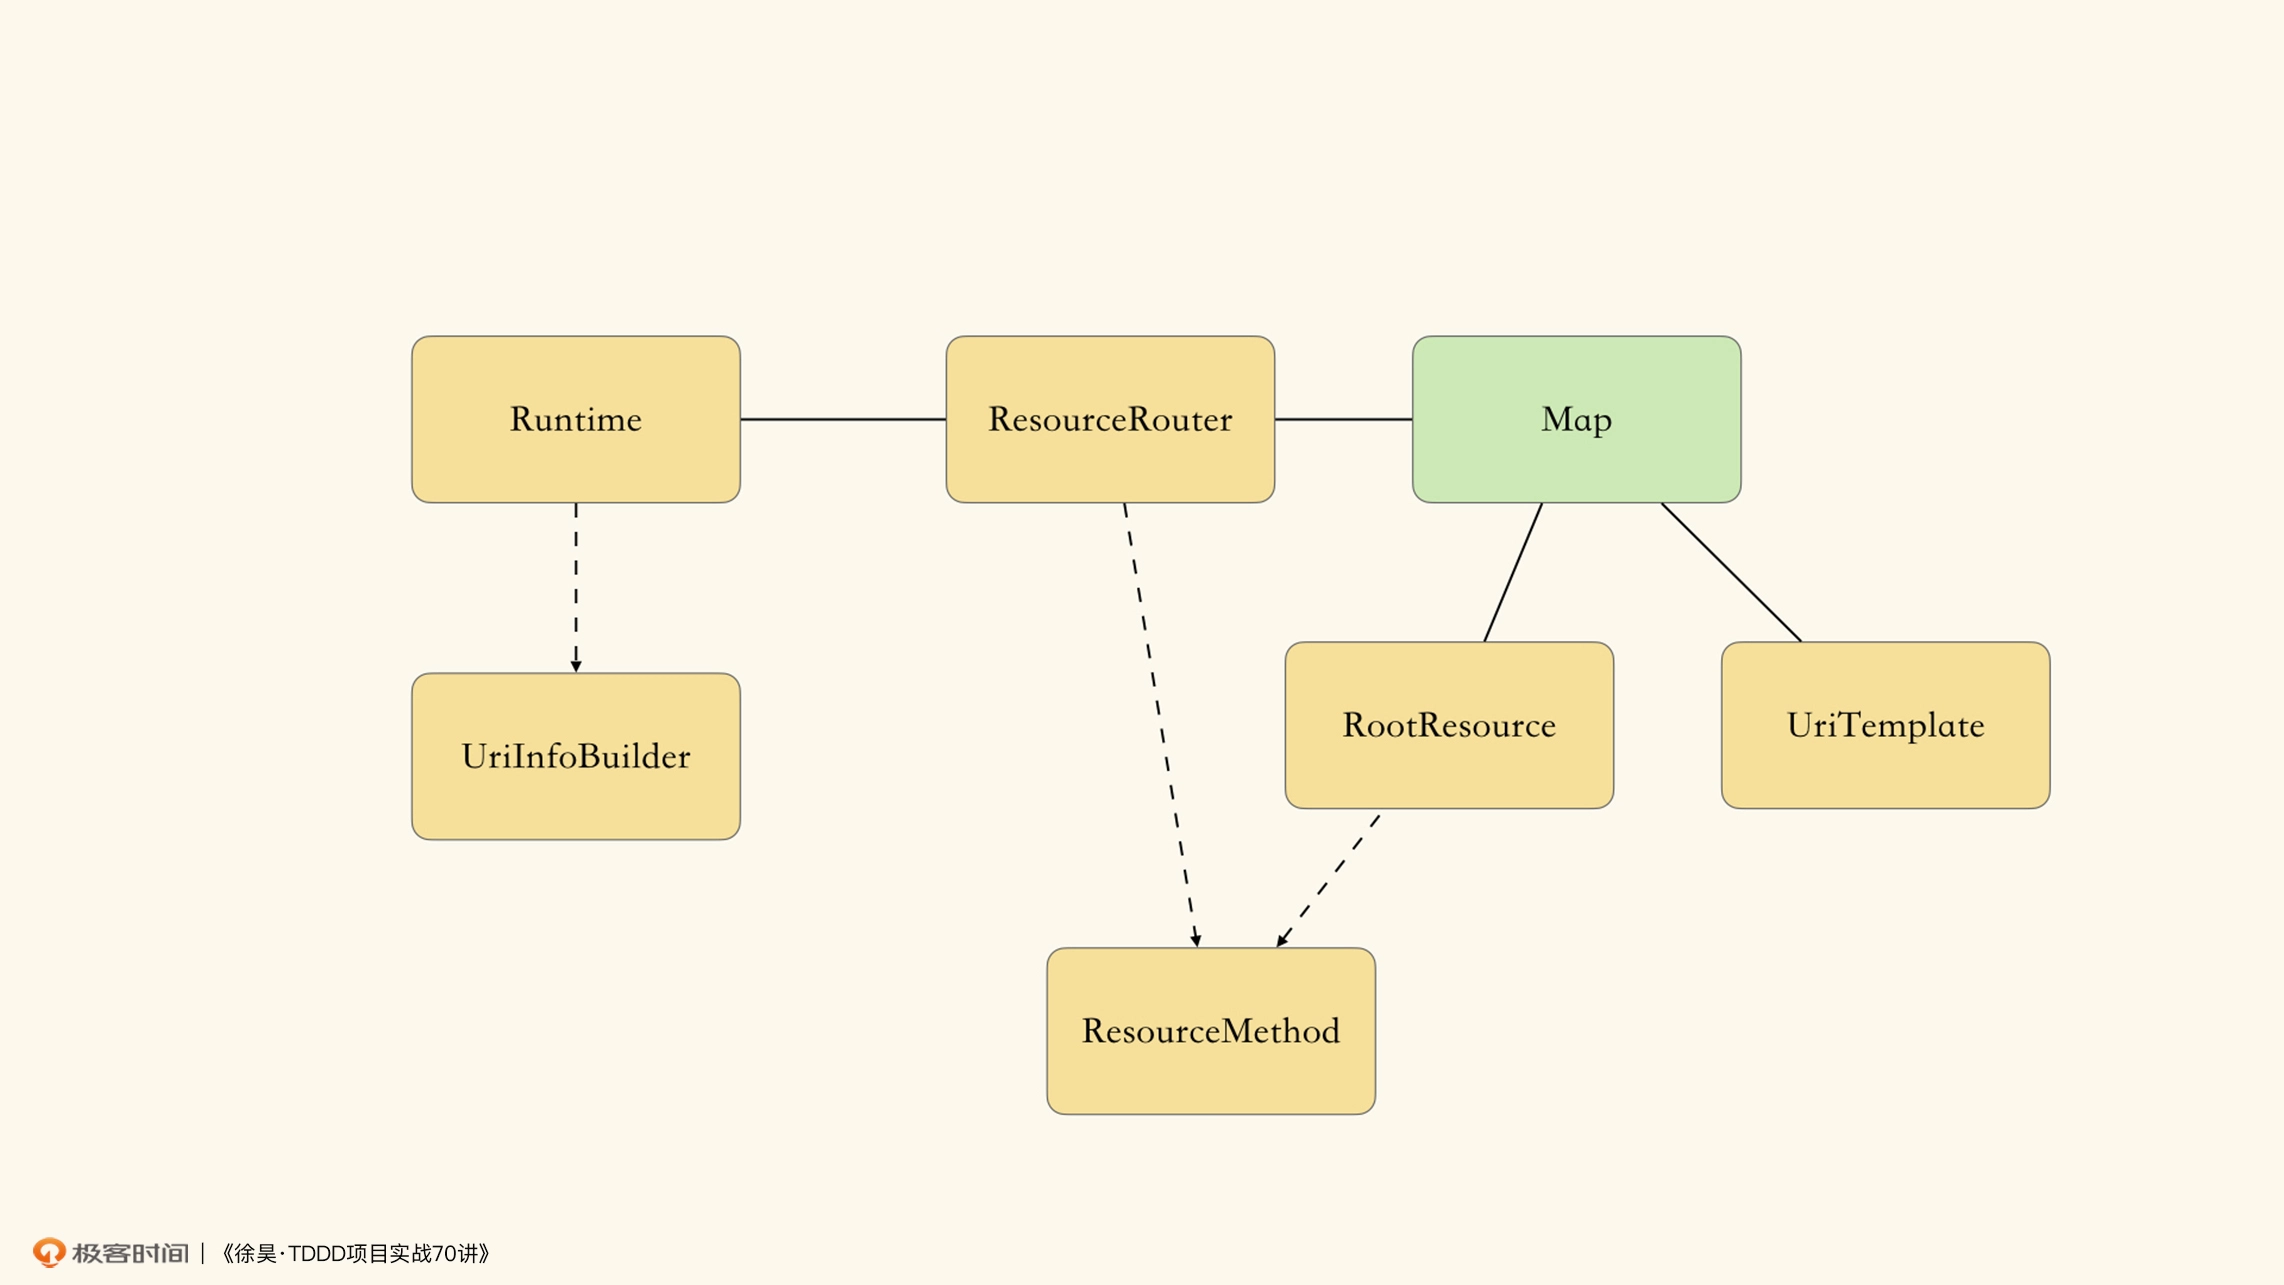 Runtime
ResourceRouter
Map
UriInfoBuilder
RootResource
UriTemplate
ResourceMethod
极客时间 | 《徐昊·TDDD项目实战70讲》